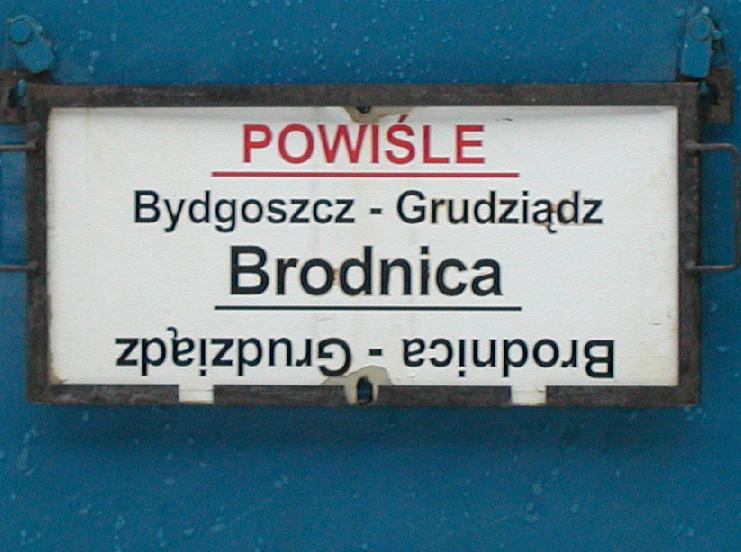 POWIŚLE
Bydgoszcz - Grudziądz
Brodnica
Brodnica - Grudziądz